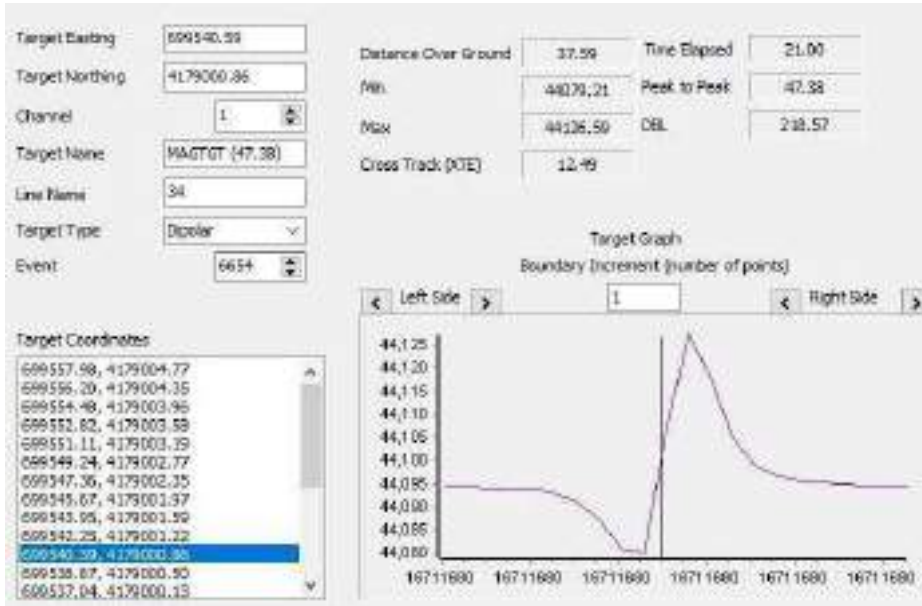 Target Easting 699540.59
Target Northing 4179000.86
Channel 1
Target Name MAGTGT (47.38)
Line Name 34
Target Type Dipolar
Event 6654
Distance Over Ground 37.59 Time Elapsed 21.00
Min 44079.21 Peak to Peak 47.38
Max 44126.59 DBL 218.57
Cross Track (XTE) 12.49
Target Graph
Boundary Increment (number of points)
< Left Side > 1 < Right Side >
Target Coordinates
699557.98, 4179004.77
699556.20, 4179004.35
699554.48, 4179003.96
699552.82, 4179003.58
699551.11, 4179003.19
699549.24, 4179002.77
699547.36, 4179002.35
699545.67, 4179001.97
699543.95, 4179001.59
699542.25, 4179001.22
699540.59, 4179000.86
699538.87, 4179000.50
699537.04, 4179000.13
44,125
44,120
44,115
44,110
44,105
44,100
44,095
44,090
44,085
44,080
16711680 16711680 16711680 16711680 16711680 16711680